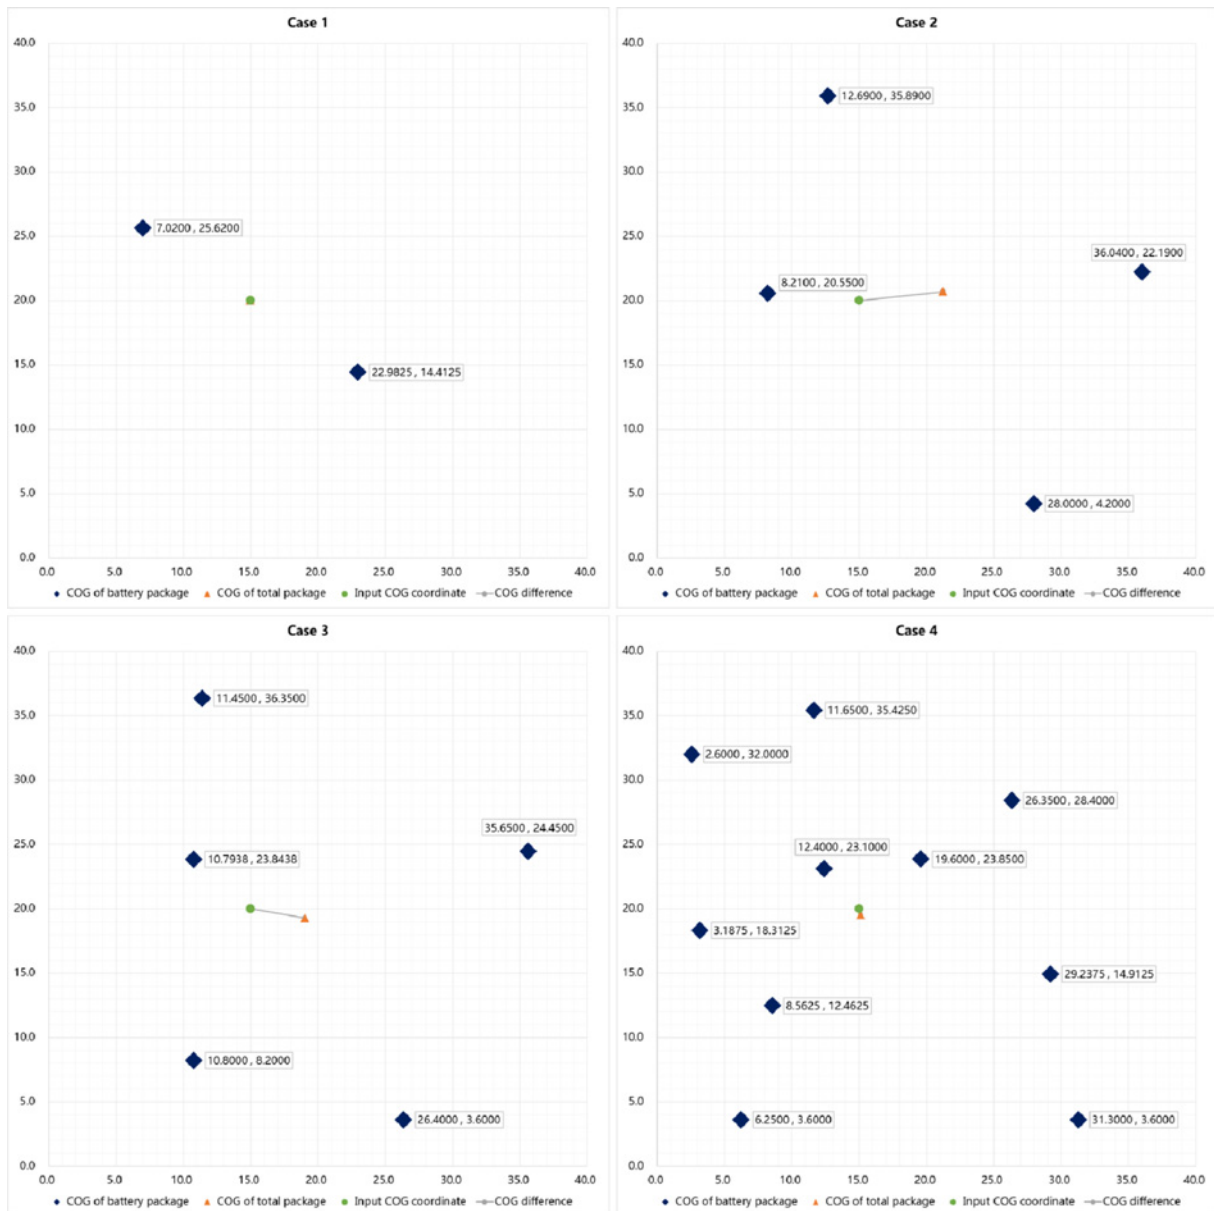 Case 1
40.0
35.0
30.0
25.0
20.0
15.0
10.0
5.0
0.0
7.0200 , 25.6200
22.9825 , 14.4125
0.0 5.0 10.0 15.0 20.0 25.0 30.0 35.0 40.0
COG of battery package COG of total package Input COG coordinate COG difference
Case 2
40.0
35.0
30.0
25.0
20.0
15.0
10.0
5.0
0.0
12.6900 , 35.8900
36.0400 , 22.1900
8.2100 , 20.5500
28.0000 , 4.2000
0.0 5.0 10.0 15.0 20.0 25.0 30.0 35.0 40.0
COG of battery package COG of total package Input COG coordinate COG difference
Case 3
40.0
35.0
30.0
25.0
20.0
15.0
10.0
5.0
0.0
11.4500 , 36.3500
35.6500 , 24.4500
10.7938 , 23.8438
10.8000 , 8.2000
26.4000 , 3.6000
0.0 5.0 10.0 15.0 20.0 25.0 30.0 35.0 40.0
COG of battery package COG of total package Input COG coordinate COG difference
Case 4
40.0
35.0
30.0
25.0
20.0
15.0
10.0
5.0
0.0
11.6500 , 35.4250
2.6000 , 32.0000
26.3500 , 28.4000
12.4000 , 23.1000
19.6000 , 23.8500
3.1875 , 18.3125
29.2375 , 14.9125
8.5625 , 12.4625
6.2500 , 3.6000
31.3000 , 3.6000
0.0 5.0 10.0 15.0 20.0 25.0 30.0 35.0 40.0
COG of battery package COG of total package Input COG coordinate COG difference